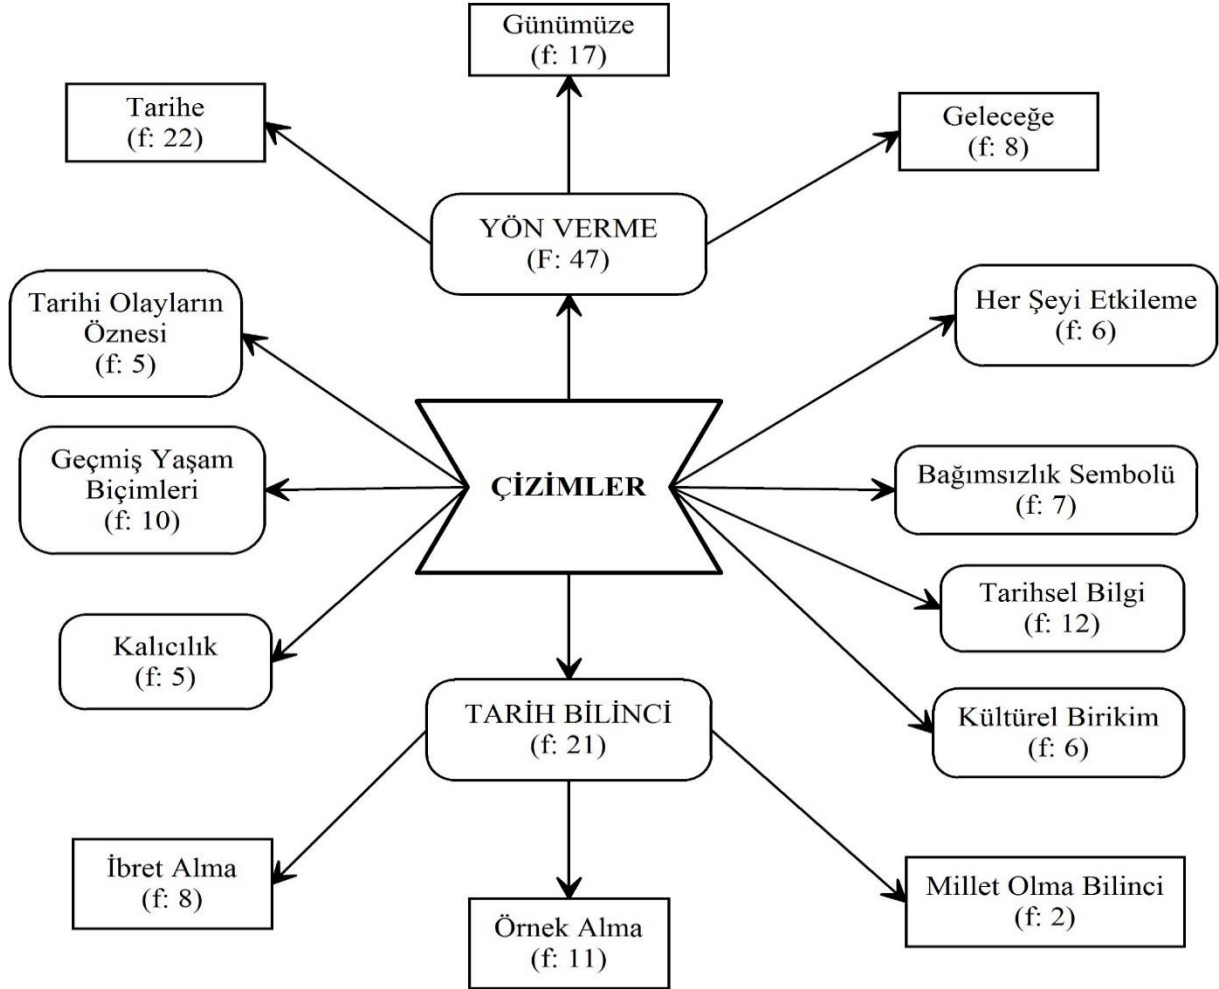 Günümüze
(f: 17)
Tarihe
(f: 22)
Geleceğe
(f: 8)
YÖN VERME
(F: 47)
Tarihi Olayların
Öznesi
(f: 5)
Her Şeyi Etkileme
(f: 6)
Geçmiş Yaşam
Biçimleri
(f: 10)
ÇİZİMLER
Bağımsızlık Sembolü
(f: 7)
Tarihsel Bilgi
(f: 12)
Kalıcılık
(f: 5)
TARİH BİLİNCİ
(f: 21)
Kültürel Birikim
(f: 6)
İbret Alma
(f: 8)
Örnek Alma
(f: 11)
Millet Olma Bilinci
(f: 2)